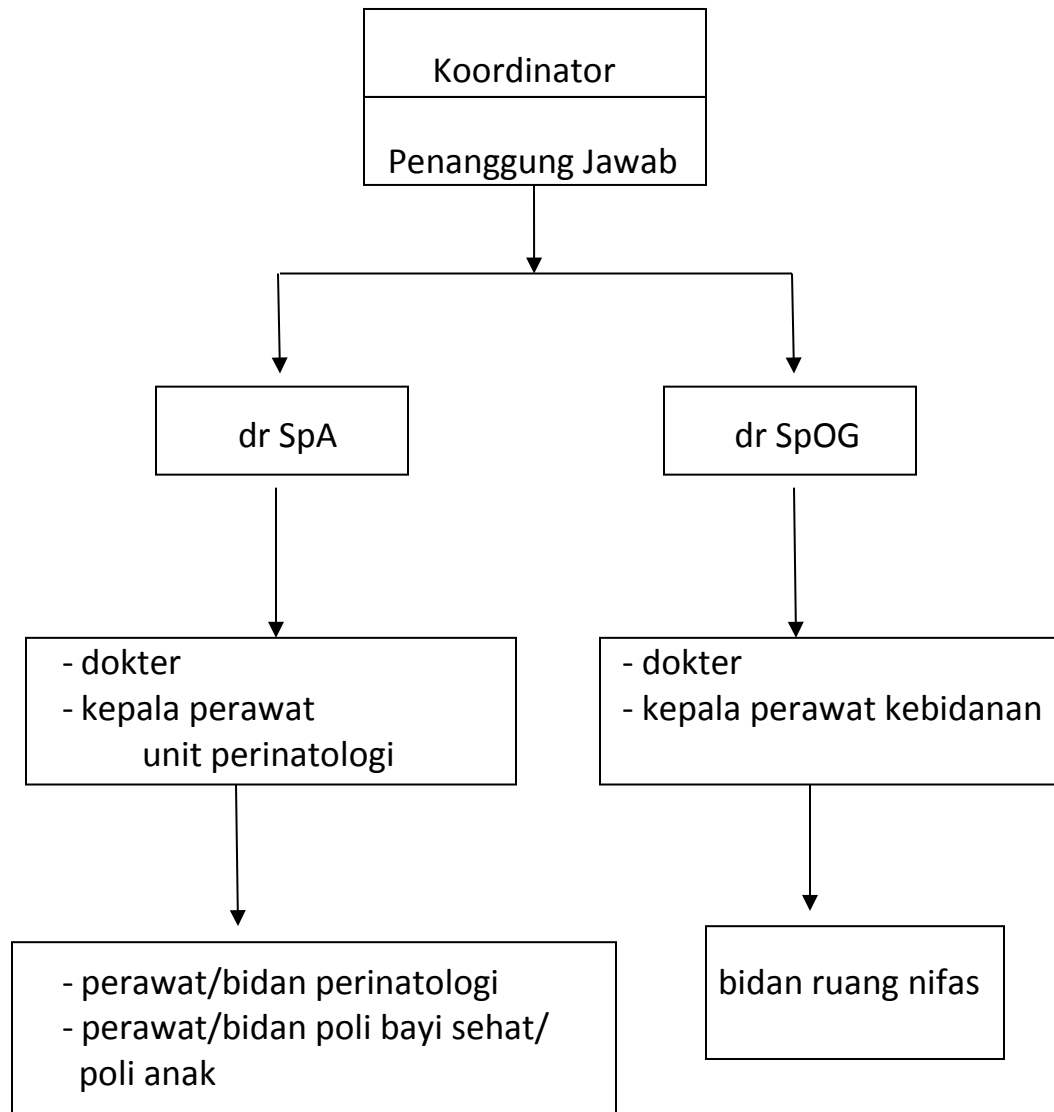 Koordinator
Penanggung Jawab
dr SpA
dr SpOG
- dokter
- kepala perawat
unit perinatologi
- dokter
- kepala perawat kebidanan
- perawat/bidan perinatologi
- perawat/bidan poli bayi sehat/
poli anak
bidan ruang nifas